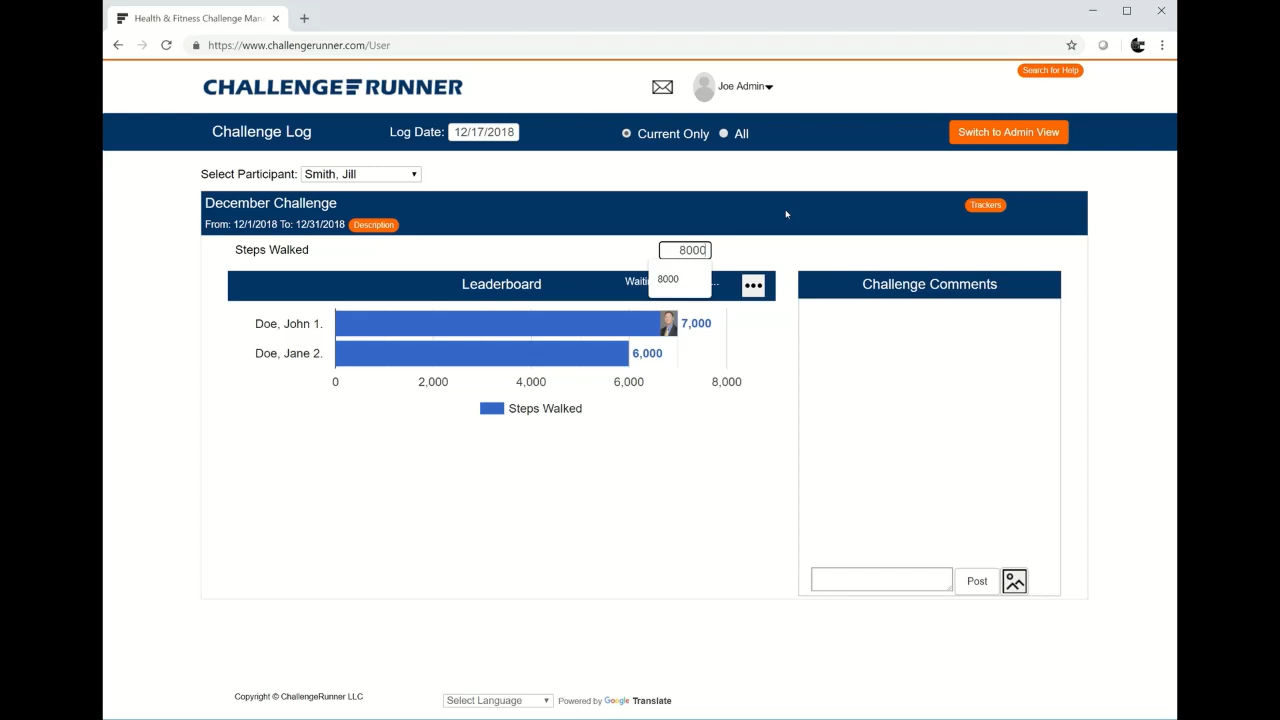 Health & Fitness Challenge Man
https://www.challengerunner.com/User
Search for Help
CHALLENGE RUNNER
Joe Admin
Challenge Log
Log Date: 12/17/2018
Current Only
All
Switch to Admin View
Select Participant: Smith, Jill
December Challenge
Trackers
From: 12/1/2018 To: 12/31/2018 Description
Steps Walked
8000
8000
Leaderboard
Waiti
...
Challenge Comments
Doe, John 1.
7,000
Doe, Jane 2.
6,000
0 2,000 4,000 6,000 8,000
Steps Walked
Post
Copyright © ChallengeRunner LLC
Select Language
Powered by Google Translate